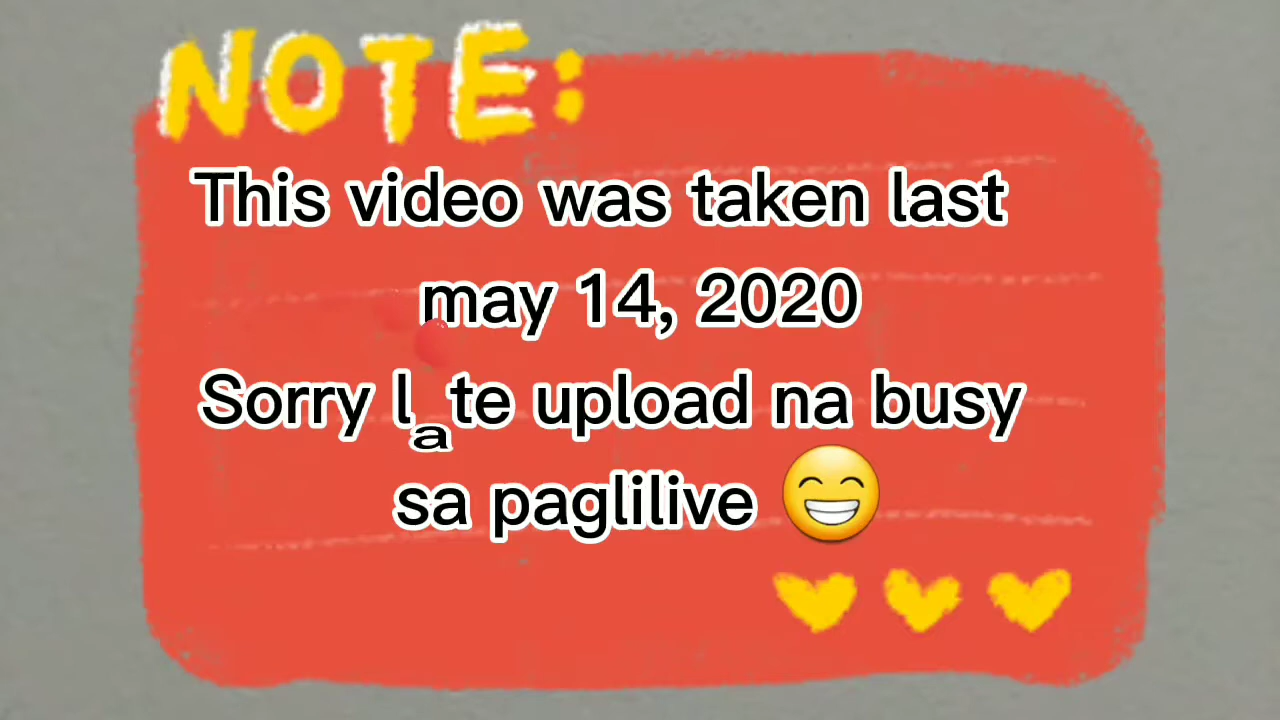 NOTE:
This video was taken last
may 14, 2020
Sorry late upload na busy
sa paglilive 😁